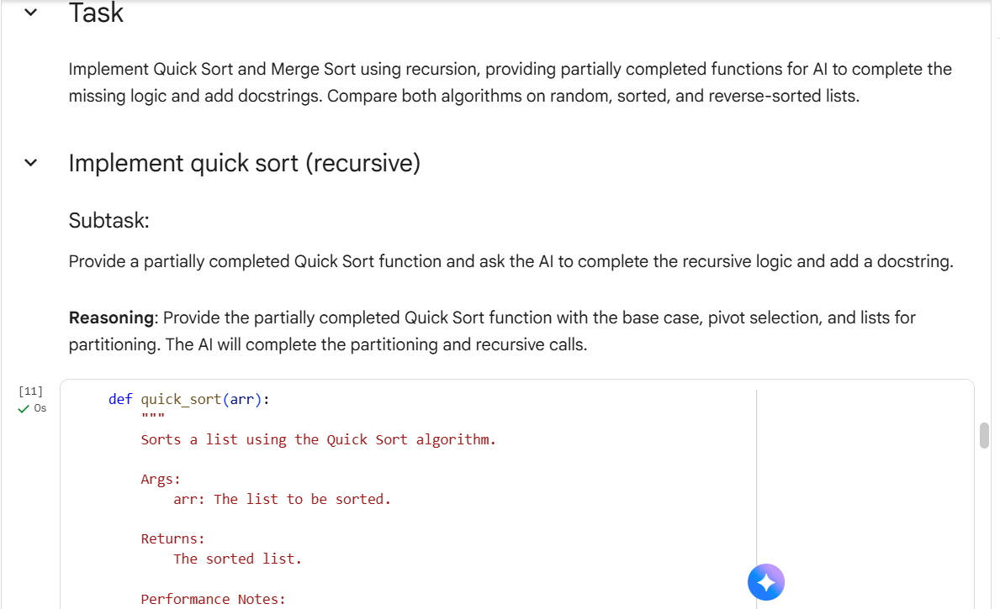 Task
Implement Quick Sort and Merge Sort using recursion, providing partially completed functions for AI to complete the
missing logic and add docstrings. Compare both algorithms on random, sorted, and reverse-sorted lists.
Implement quick sort (recursive)
Subtask:
Provide a partially completed Quick Sort function and ask the AI to complete the recursive logic and add a docstring.
Reasoning: Provide the partially completed Quick Sort function with the base case, pivot selection, and lists for
partitioning. The AI will complete the partitioning and recursive calls.
[11]
0s
def quick_sort(arr):
"""
Sorts a list using the Quick Sort algorithm.
Args:
arr: The list to be sorted.
Returns:
The sorted list.
Performance Notes: